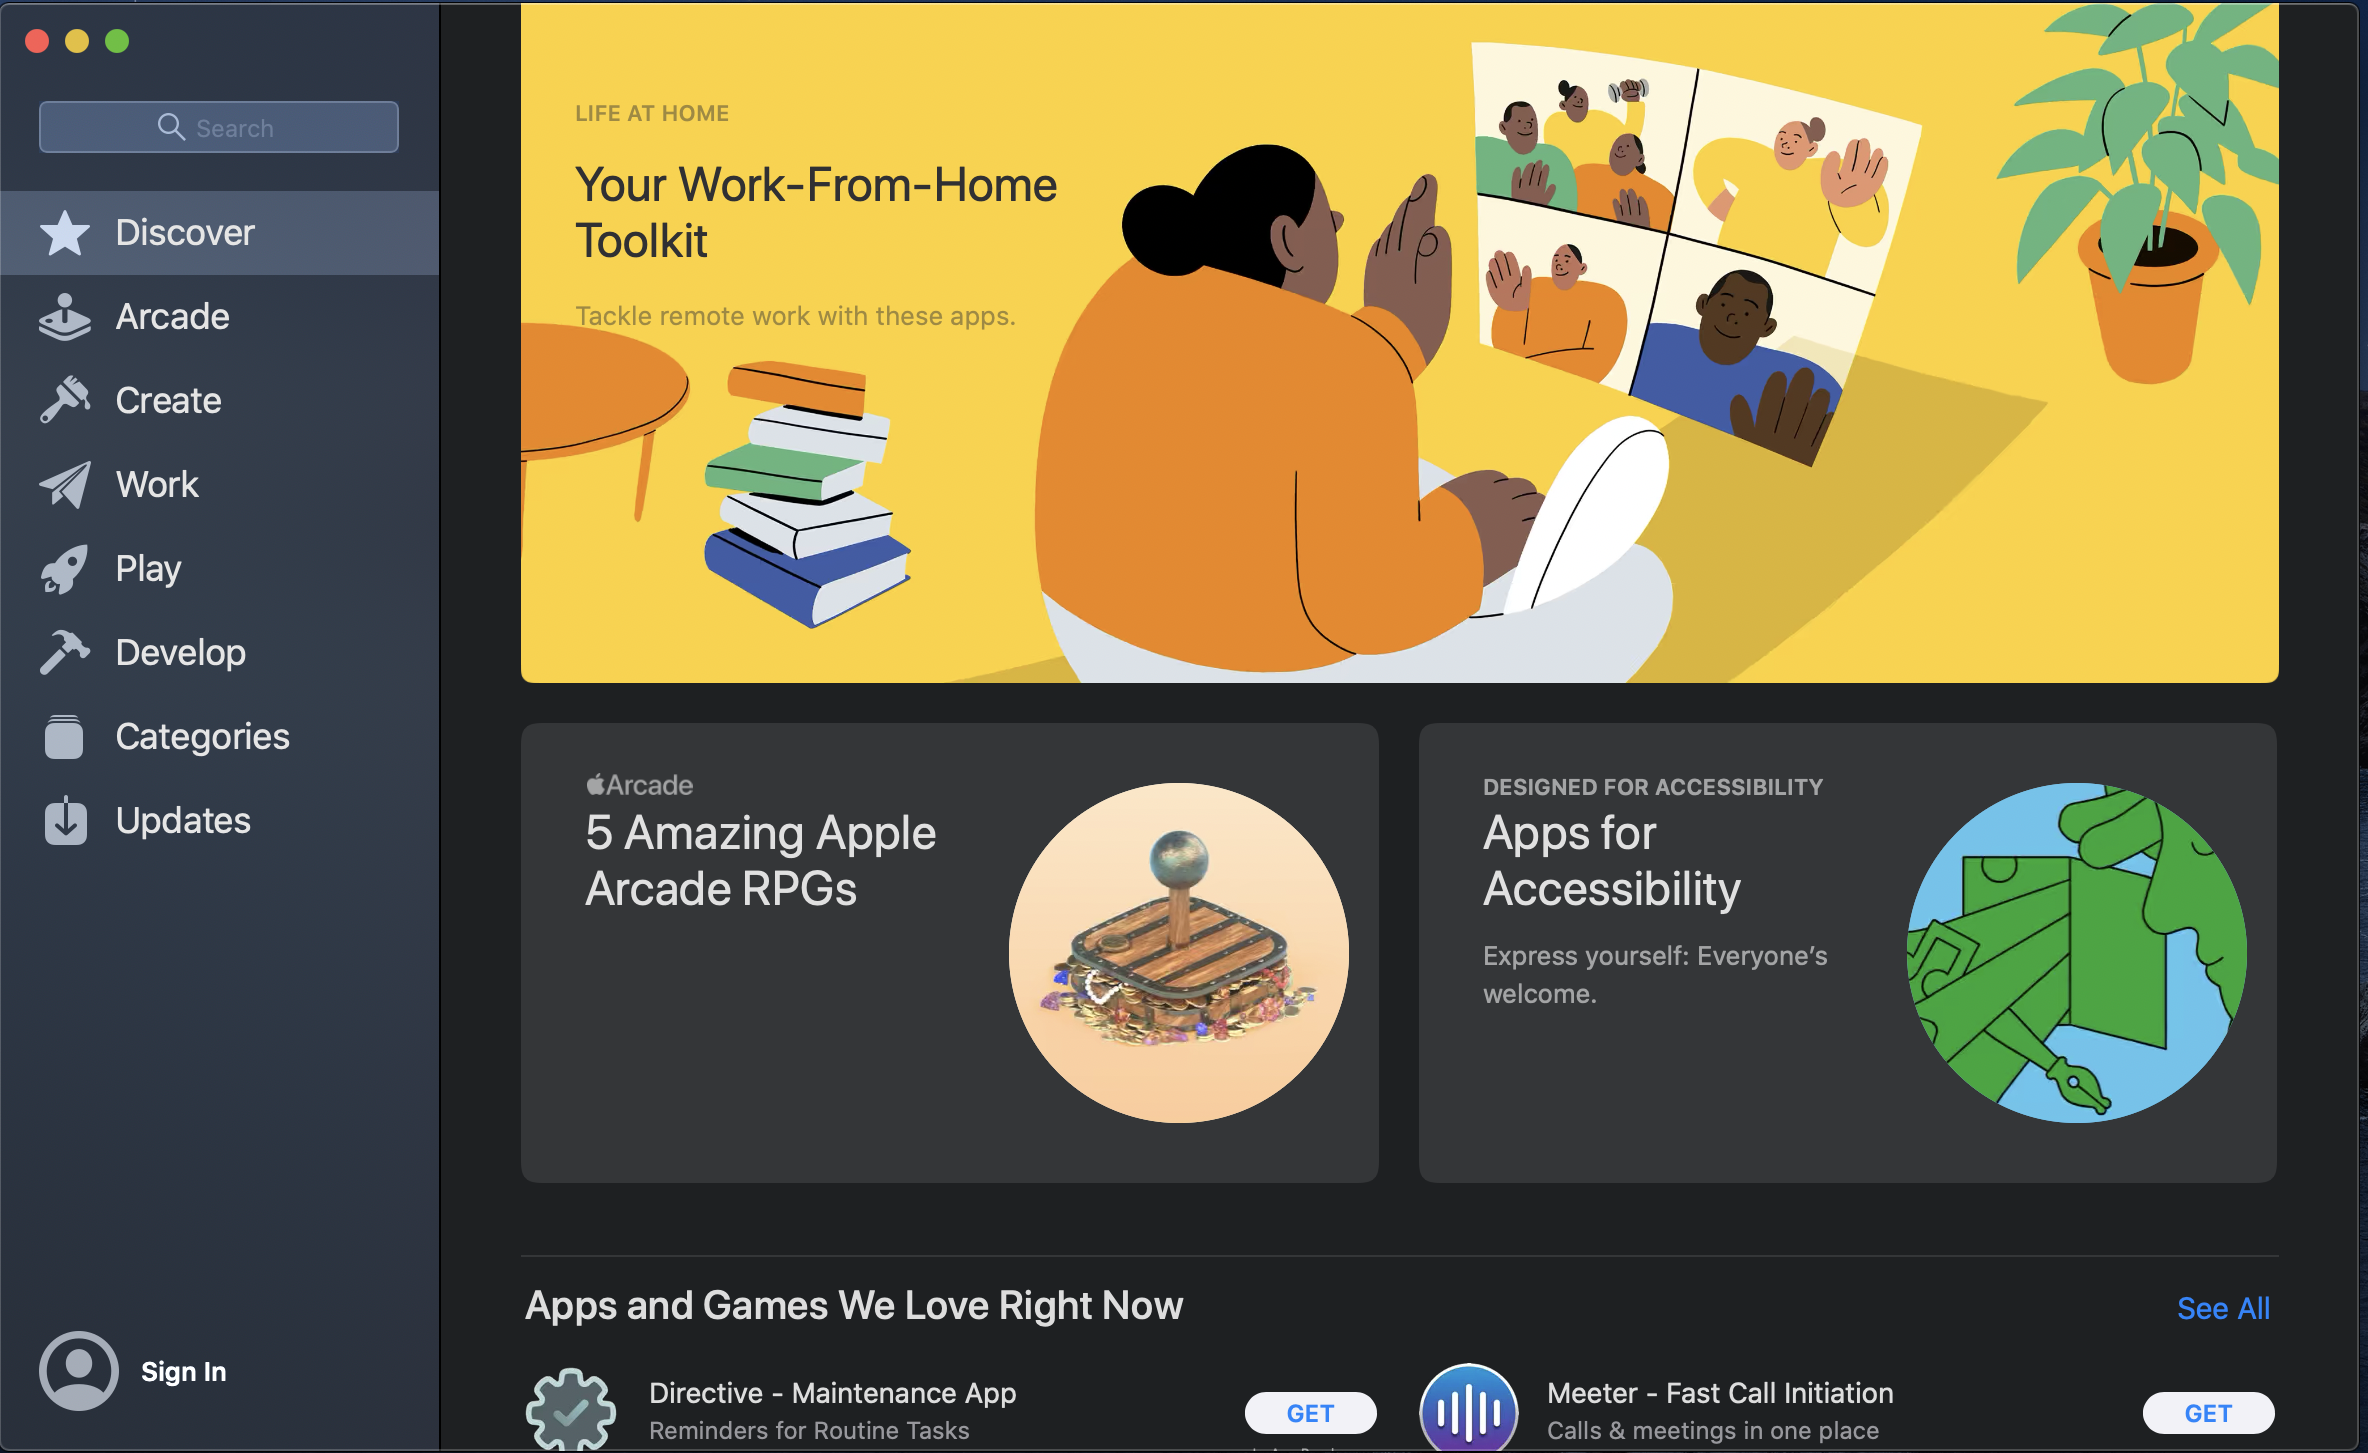 Search
Discover
Arcade
Create
Work
Play
Develop
Categories
Updates
Sign In
LIFE AT HOME
Your Work-From-Home
Toolkit
Tackle remote work with these apps.
Arcade
5 Amazing Apple
Arcade RPGs
DESIGNED FOR ACCESSIBILITY
Apps for
Accessibility
Express yourself: Everyone’s
welcome.
Apps and Games We Love Right Now
See All
Directive - Maintenance App
Reminders for Routine Tasks
GET
Meeter - Fast Call Initiation
Calls & meetings in one place
GET